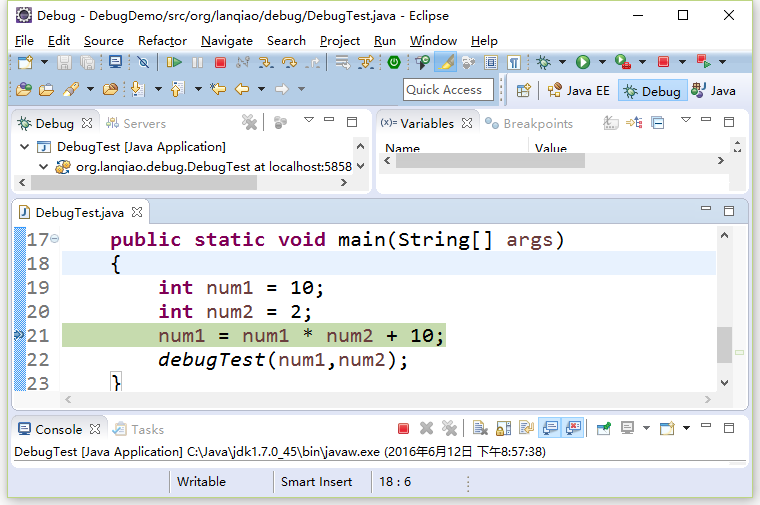 Debug - DebugDemo/src/org/lanqiao/debug/DebugTest.java - Eclipse
File Edit Source Refactor Navigate Search Project Run Window Help
Quick Access Java EE Debug Java
Debug Servers
DebugTest [Java Application]
org.lanqiao.debug.DebugTest at localhost:5858
(x)= Variables Breakpoints
Name Value
DebugTest.java
17 public static void main(String[] args)
18 {
19 int num1 = 10;
20 int num2 = 2;
21 num1 = num1 * num2 + 10;
22 debugTest(num1,num2);
23 }
Console Tasks
DebugTest [Java Application] C:\Java\jdk1.7.0_45\bin\javaw.exe (2016年6月12日 下午8:57:38)
Writable Smart Insert 18 : 6